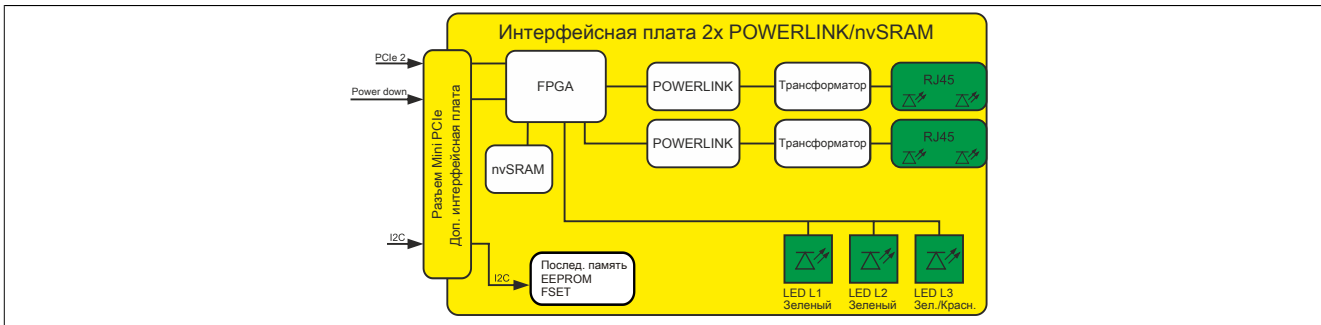 Интерфейсная плата 2x POWERLINK/nvSRAM
PCIe 2
Power down
I2C
Разъем Mini PCIe
Доп. интерфейсная плата
FPGA
POWERLINK
Трансформатор
RJ45
POWERLINK
Трансформатор
RJ45
nvSRAM
I2C
Послед. память
EEPROM
FSET
LED L1
Зеленый
LED L2
Зеленый
LED L3
Зел./Красн.